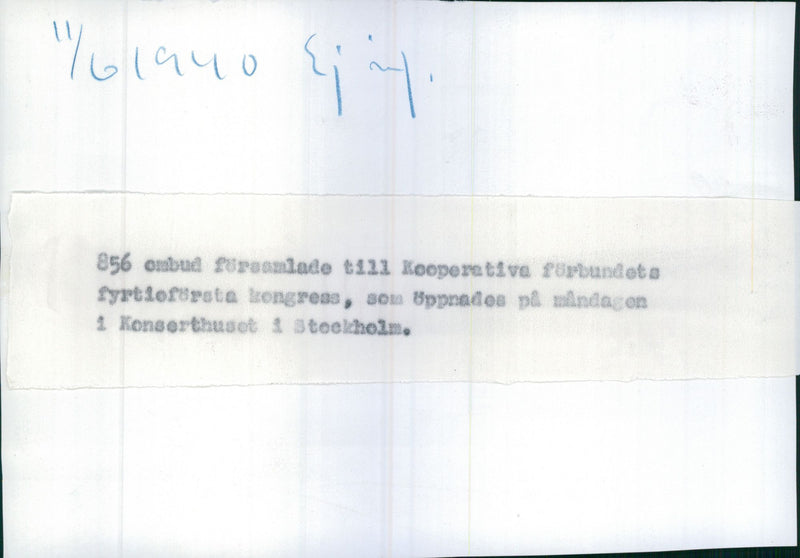 11/6 1940 Ej inf.
856 ombud församlade till Kooperativa förbundets
fyrtioförsta kongress, som öppnades på måndagen
i Konserthuset i Stockholm.